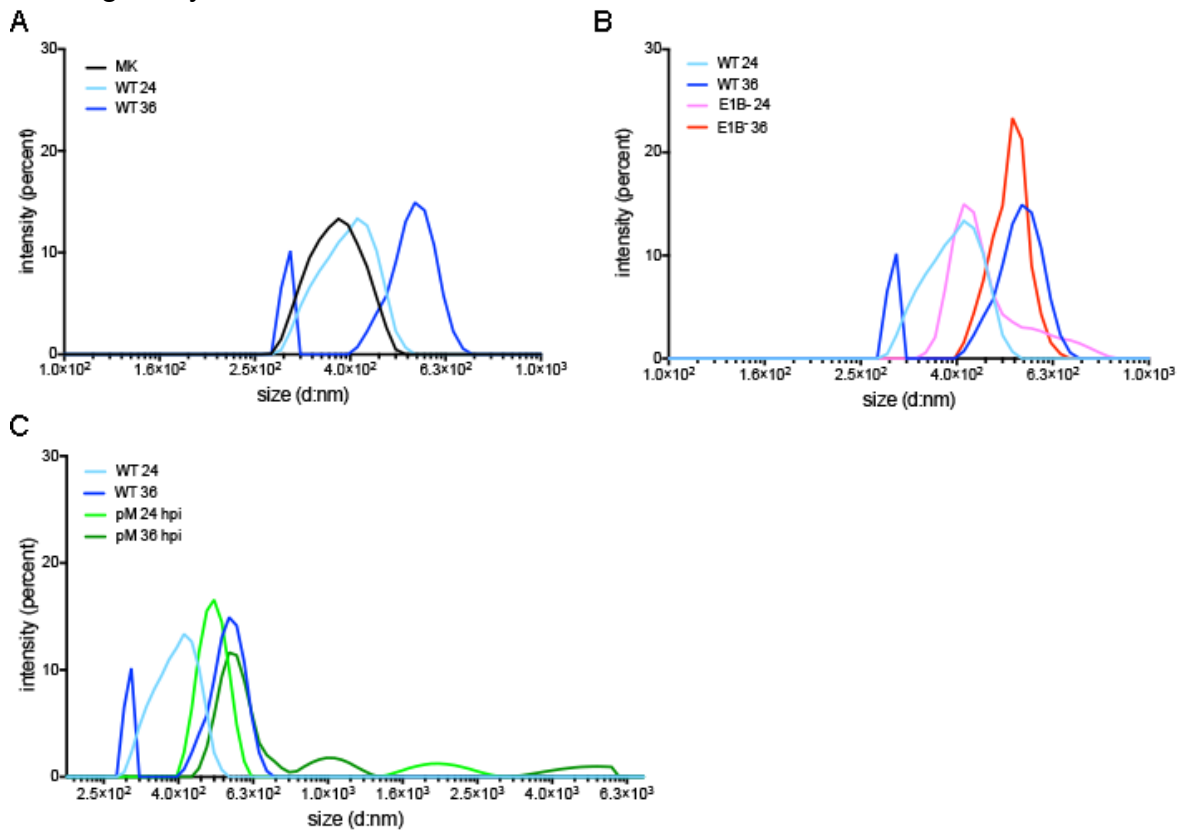 A
30
20
10
0
intensity (percent)
MK
WT 24
WT 36
1.0×10²
1.6×10²
2.5×10²
4.0×10²
6.3×10²
1.0×10³
size (d:nm)
B
30
20
10
0
intensity (percent)
WT 24
WT 36
E1B- 24
E1B⁻ 36
1.0×10²
1.6×10²
2.5×10²
4.0×10²
6.3×10²
1.0×10³
size (d:nm)
C
30
20
10
0
intensity (percent)
WT 24
WT 36
pM 24 hpi
pM 36 hpi
2.5×10²
4.0×10²
6.3×10²
1.0×10³
1.6×10³
2.5×10³
4.0×10³
6.3×10³
size (d:nm)